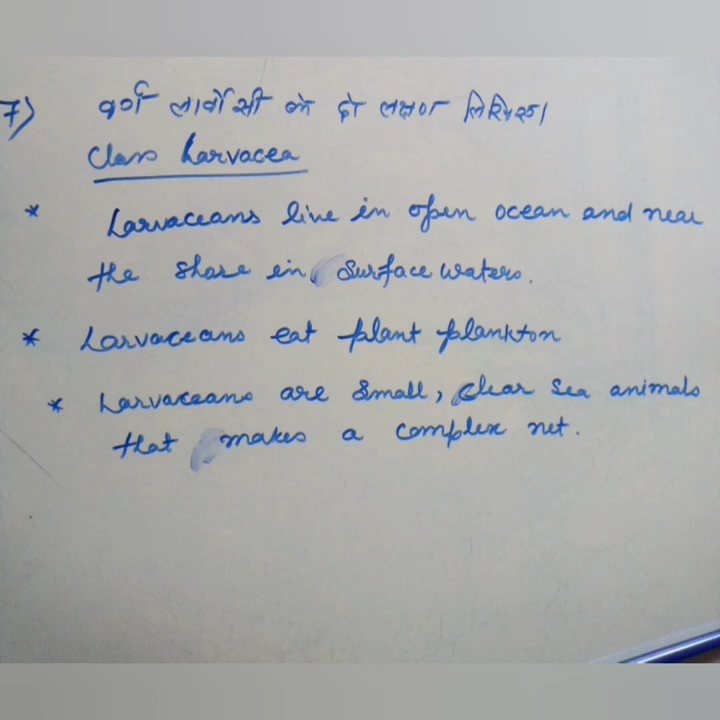 7) वर्ग लार्वेसी के दो लक्षण लिखिए।
Class Larvacea
* Larvaceans live in open ocean and near
the shore in surface waters.
* Larvaceans eat plant plankton
* Larvaceans are small, clear sea animals
that makes a complex net.